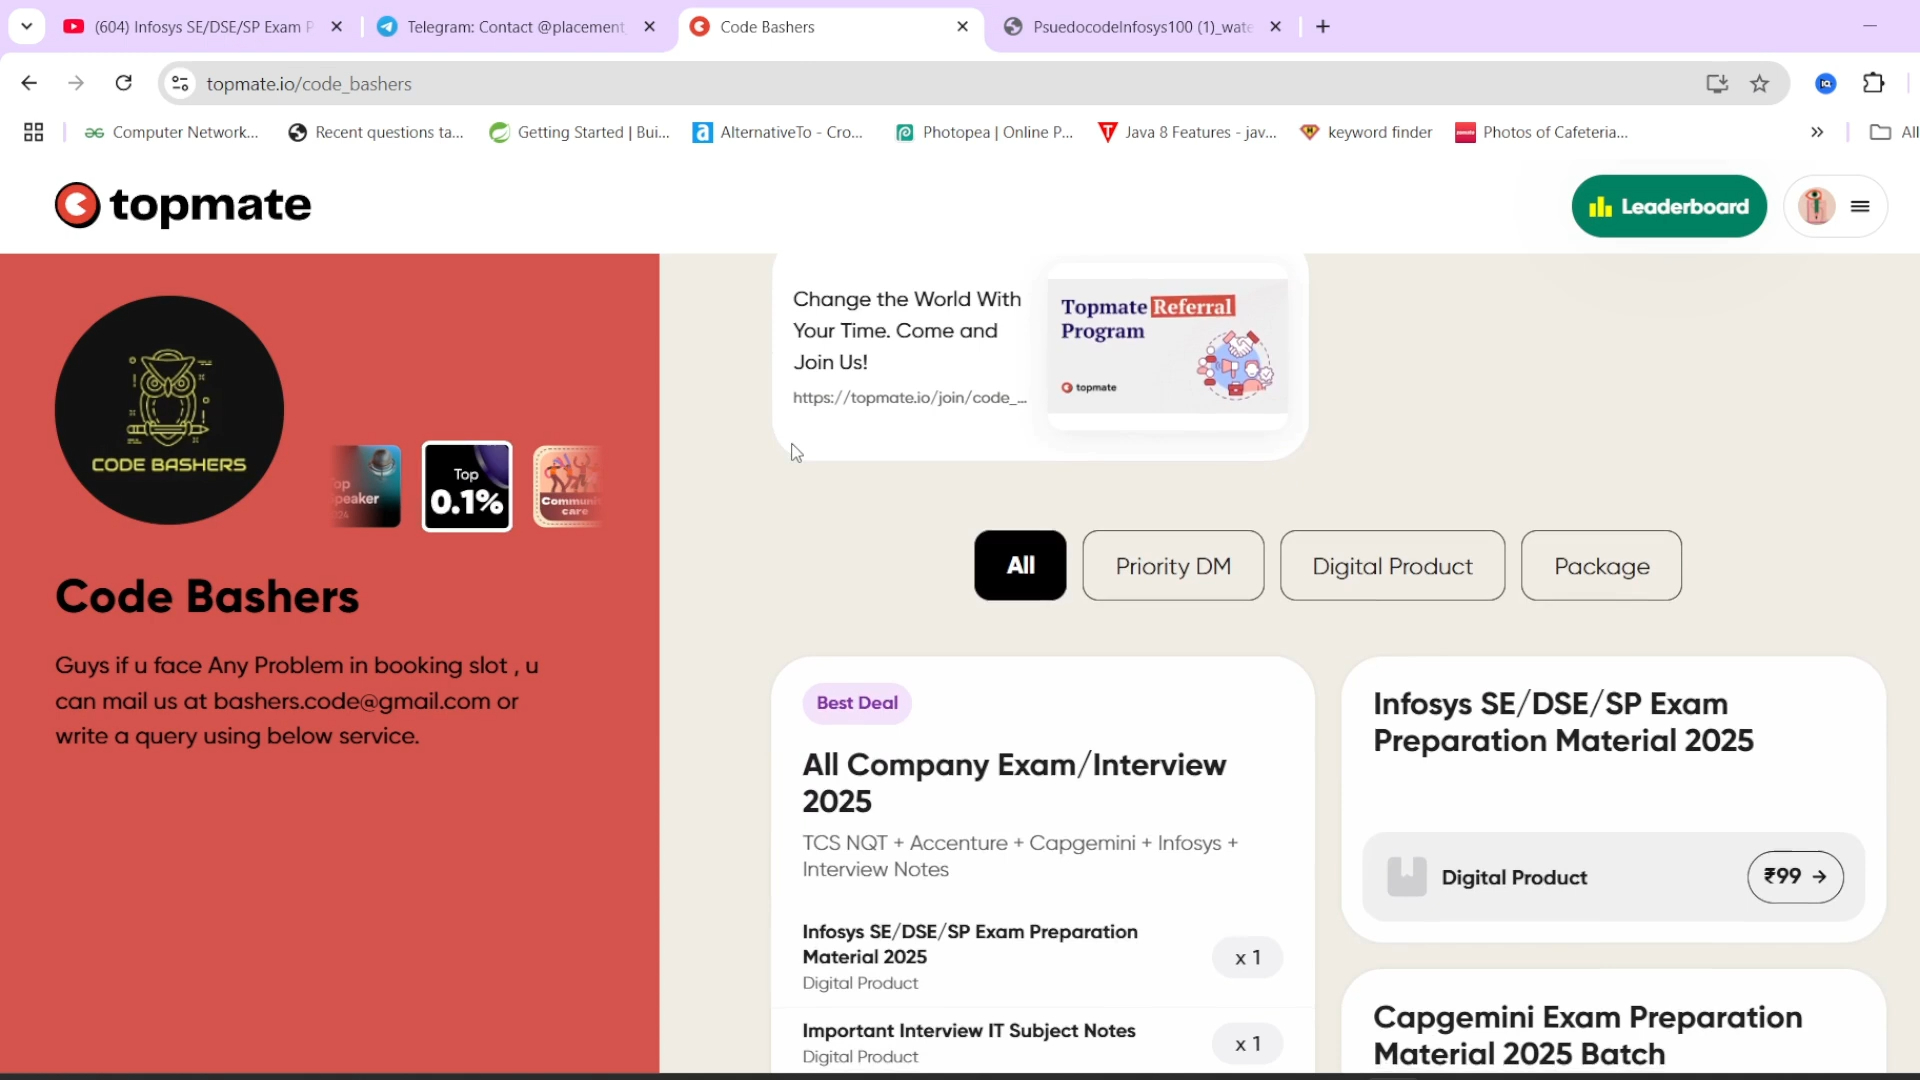 (604) Infosys SE/DSE/SP Exam P
Telegram: Contact @placement
Code Bashers
PsuedocodeInfosys100 (1)_wate
topmate.io/code_bashers
Computer Network...
Recent questions ta...
Getting Started | Bui...
AlternativeTo - Cro...
Photopea | Online P...
Java 8 Features - jav...
keyword finder
Photos of Cafeteria...
All
topmate
Leaderboard
Change the World With
Your Time. Come and
Join Us!
https://topmate.io/join/code_...
Topmate Referral
Program
topmate
CODE BASHERS
Top
0.1%
Code Bashers
Guys if u face Any Problem in booking slot , u
can mail us at bashers.code@gmail.com or
write a query using below service.
All
Priority DM
Digital Product
Package
Best Deal
All Company Exam/Interview
2025
TCS NQT + Accenture + Capgemini + Infosys +
Interview Notes
Infosys SE/DSE/SP Exam Preparation
Material 2025
Digital Product
x 1
Important Interview IT Subject Notes
Digital Product
x 1
Infosys SE/DSE/SP Exam
Preparation Material 2025
Digital Product
₹99 →
Capgemini Exam Preparation
Material 2025 Batch